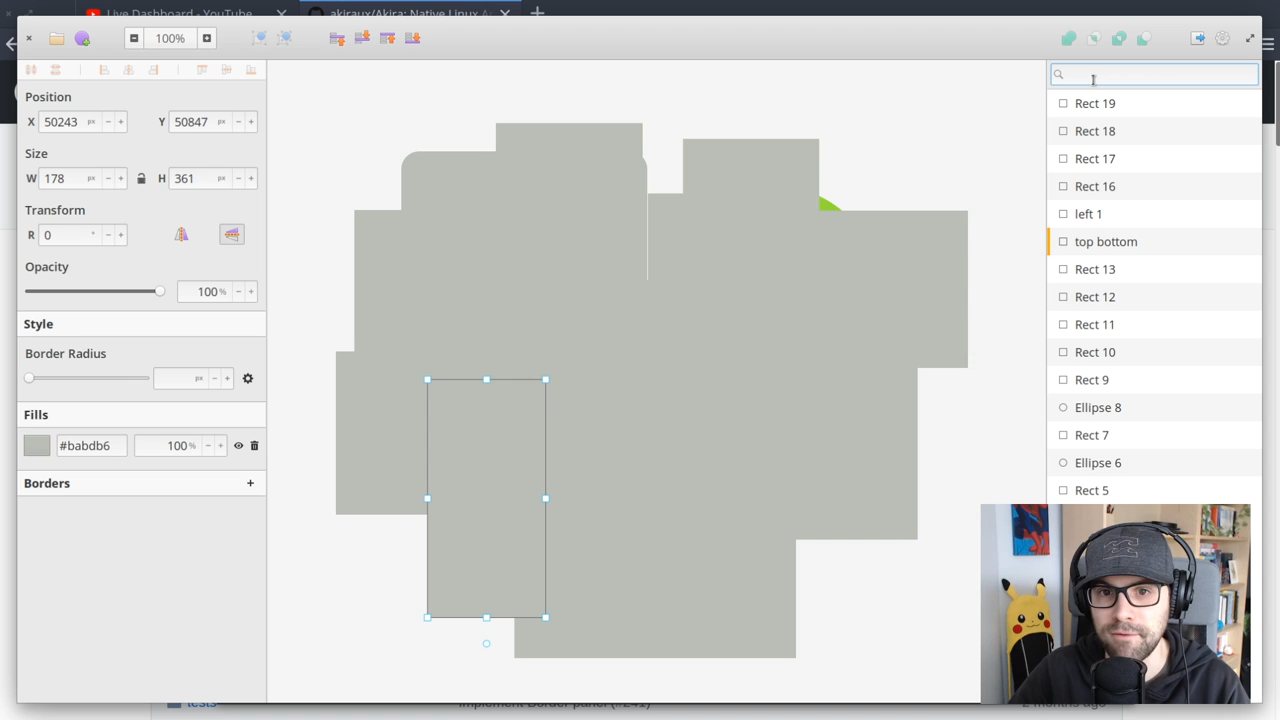 Live Dashboard - YouTube
akiraux/Akira: Native Linux
100%
Position
X 50243 px
Y 50847 px
Size
W 178 px
H 361 px
Transform
R 0 °
Opacity
100 %
Style
Border Radius
px
Fills
#babdb6
100 %
Borders
Rect 19
Rect 18
Rect 17
Rect 16
left 1
top bottom
Rect 13
Rect 12
Rect 11
Rect 10
Rect 9
Ellipse 8
Rect 7
Ellipse 6
Rect 5
tests
Implement Border panel (#241)
2 months ago